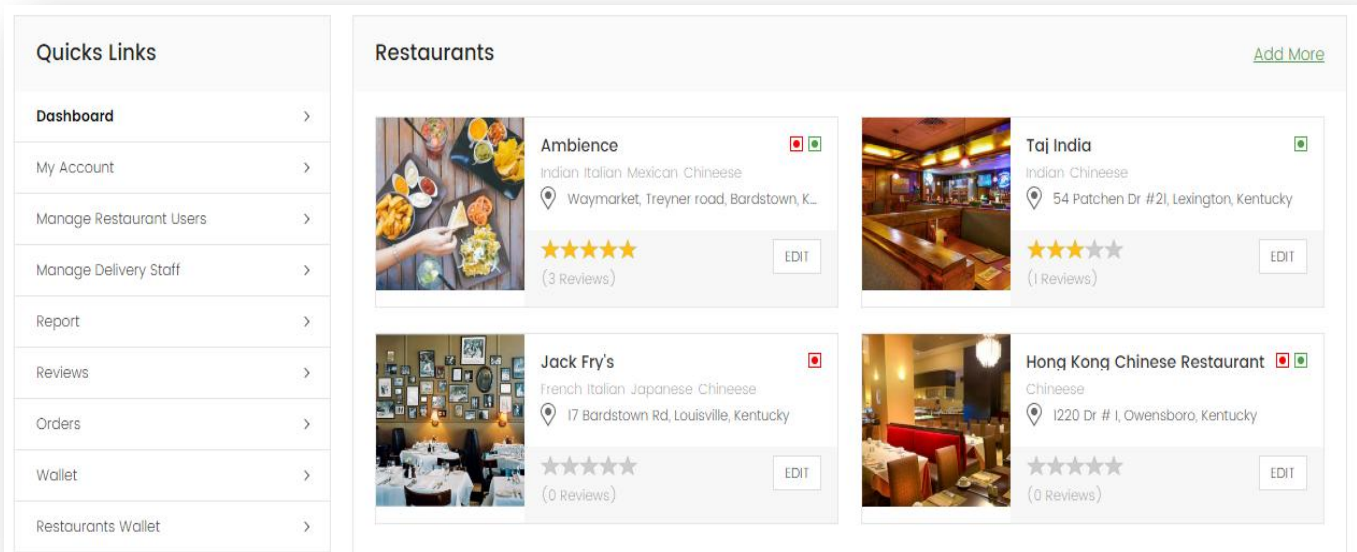 Quicks Links
Dashboard
My Account
Manage Restaurant Users
Manage Delivery Staff
Report
Reviews
Orders
Wallet
Restaurants Wallet
Restaurants
Add More
Ambience
Indian Italian Mexican Chineese
Waymarket, Treyner road, Bardstown, K...
(3 Reviews)
EDIT
Taj India
Indian Chineese
54 Patchen Dr #21, Lexington, Kentucky
(1 Reviews)
EDIT
Jack Fry's
French Italian Japanese Chineese
17 Bardstown Rd, Louisville, Kentucky
(0 Reviews)
EDIT
Hong Kong Chinese Restaurant
Chineese
1220 Dr # 1, Owensboro, Kentucky
(0 Reviews)
EDIT